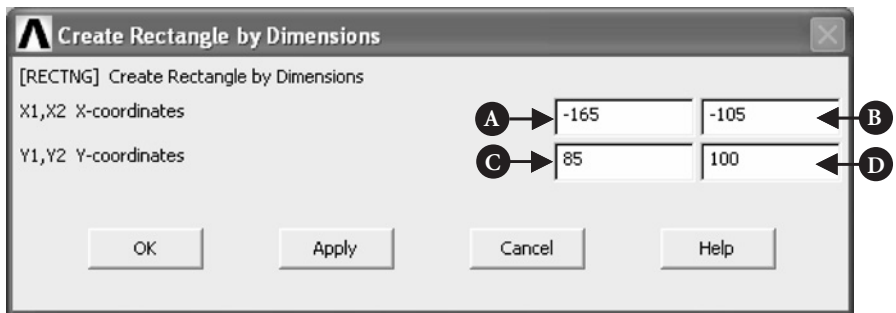 Create Rectangle by Dimensions
[RECTNG] Create Rectangle by Dimensions
X1,X2 X-coordinates A -165 -105 B
Y1,Y2 Y-coordinates C 85 100 D
OK Apply Cancel Help